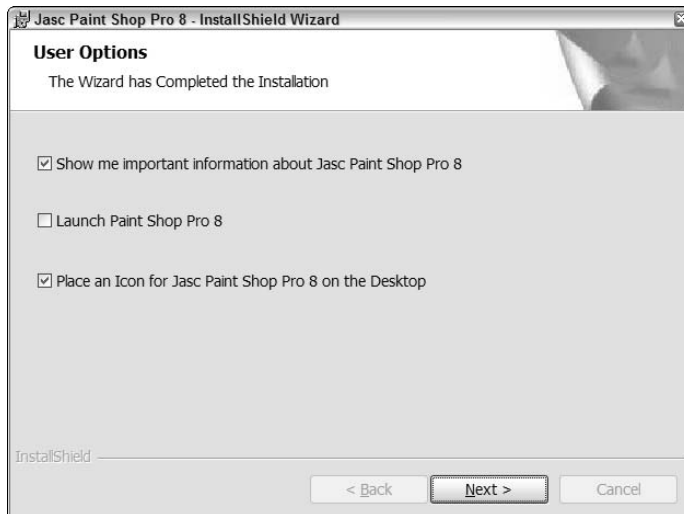 Jasc Paint Shop Pro 8 - InstallShield Wizard
User Options
The Wizard has Completed the Installation
Show me important information about Jasc Paint Shop Pro 8
Launch Paint Shop Pro 8
Place an Icon for Jasc Paint Shop Pro 8 on the Desktop
InstallShield
< Back
Next >
Cancel